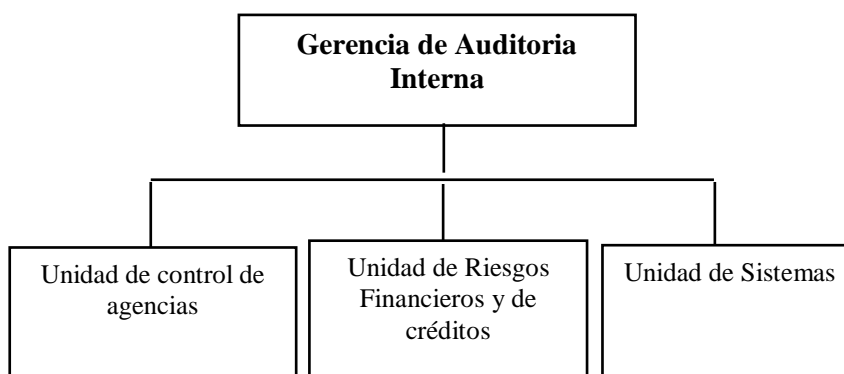 Gerencia de Auditoria
Interna
Unidad de control de
agencias
Unidad de Riesgos
Financieros y de
créditos
Unidad de Sistemas